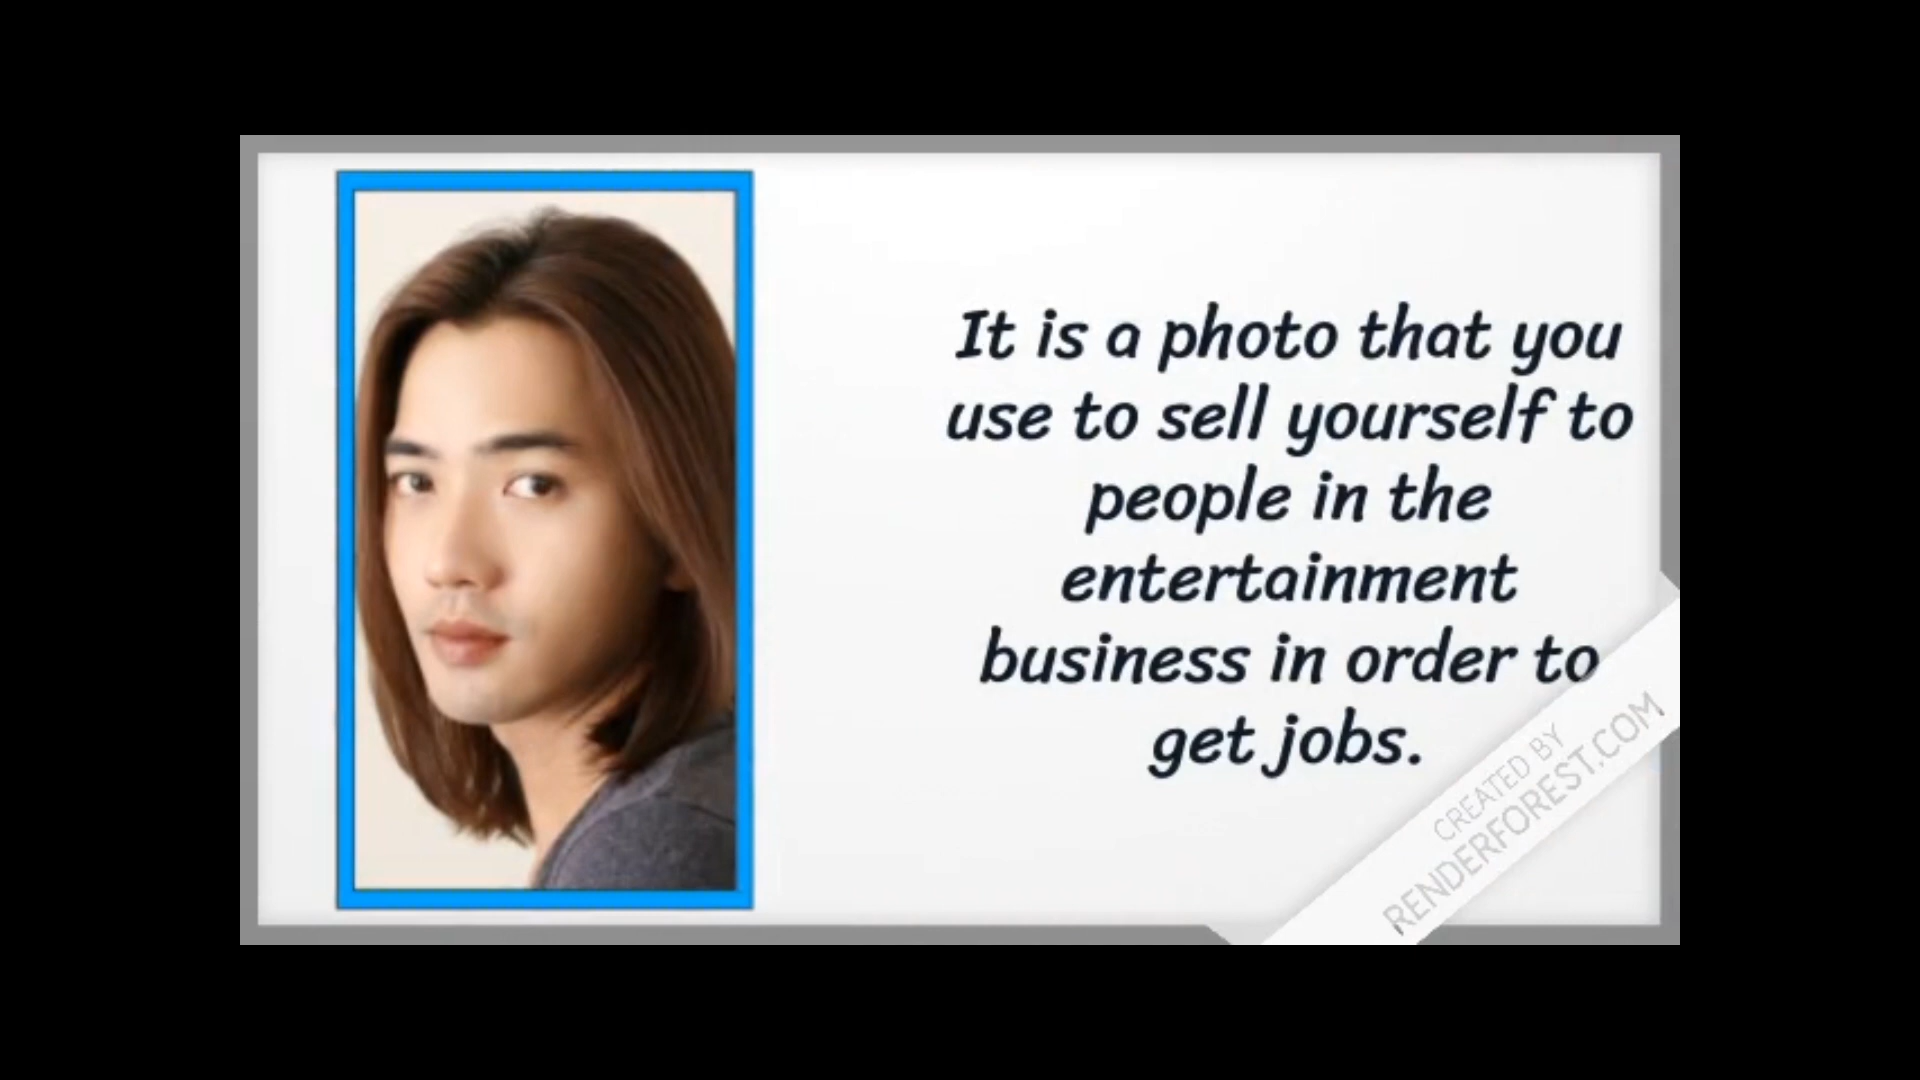 It is a photo that you
use to sell yourself to
people in the
entertainment
business in order to
get jobs.
CREATED BY
RENDERFOREST.COM